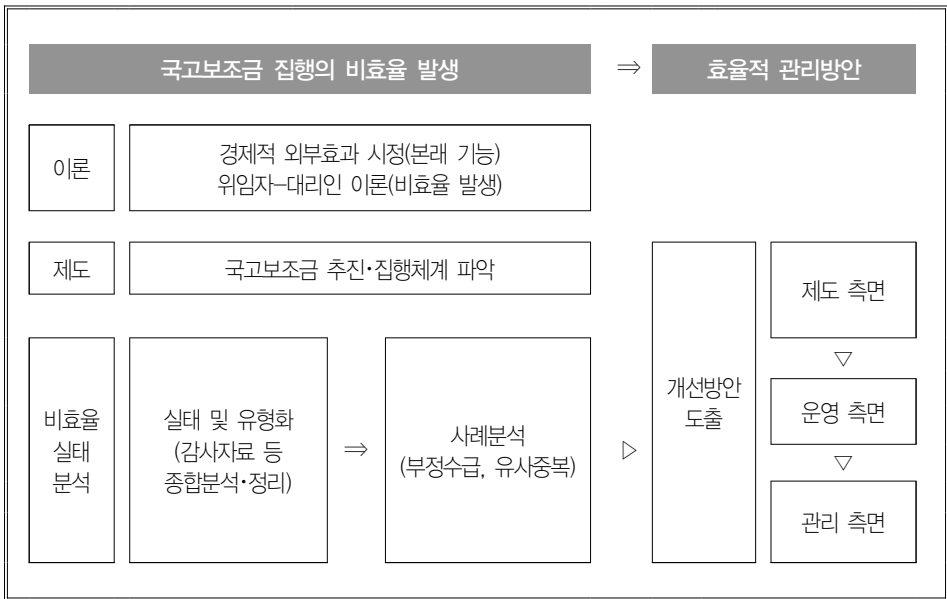 국고보조금 집행의 비효율 발생 ⇒ 효율적 관리방안
이론
경제적 외부효과 시정(본래 기능)
위임자-대리인 이론(비효율 발생)
제도
국고보조금 추진·집행체계 파악
비효율
실태
분석
실태 및 유형화
(감사자료 등
종합분석·정리)
⇒
사례분석
(부정수급, 유사중복)
▷
개선방안
도출
제도 측면
▽
운영 측면
▽
관리 측면